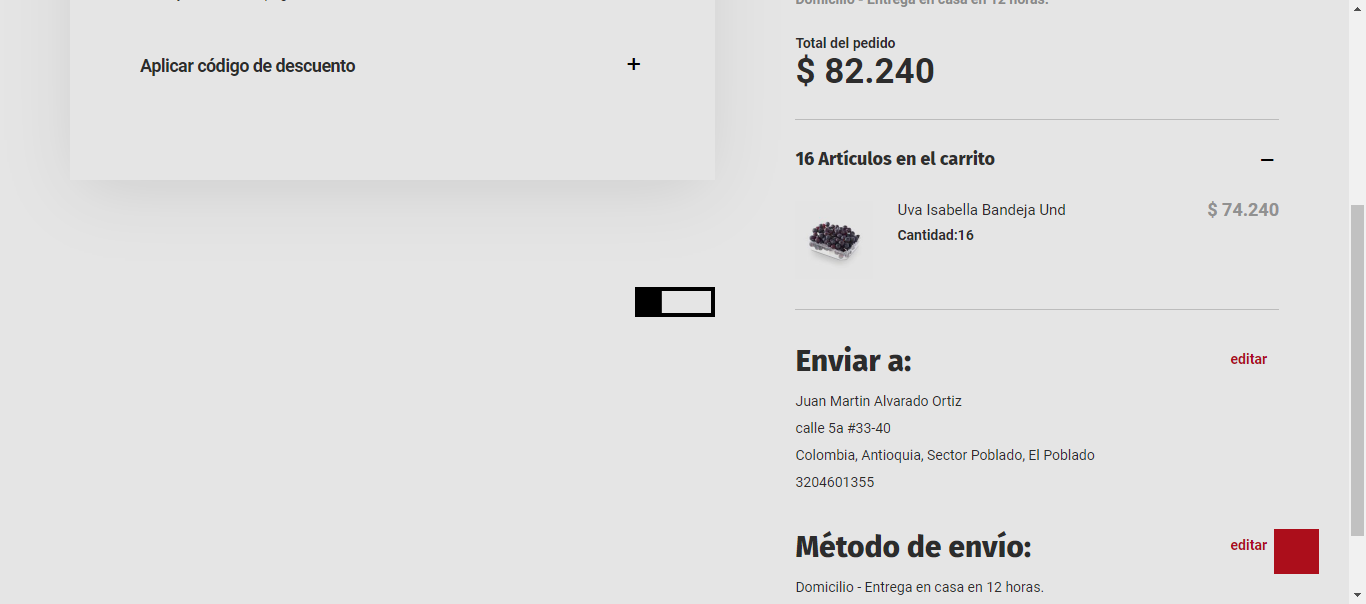 Aplicar código de descuento
Domicilio - Entrega en casa en 12 horas.
Total del pedido
$ 82.240
16 Artículos en el carrito
Uva Isabella Bandeja Und
$ 74.240
Cantidad:16
Enviar a:
editar
Juan Martin Alvarado Ortiz
calle 5a #33-40
Colombia, Antioquia, Sector Poblado, El Poblado
3204601355
Método de envío:
editar
Domicilio - Entrega en casa en 12 horas.